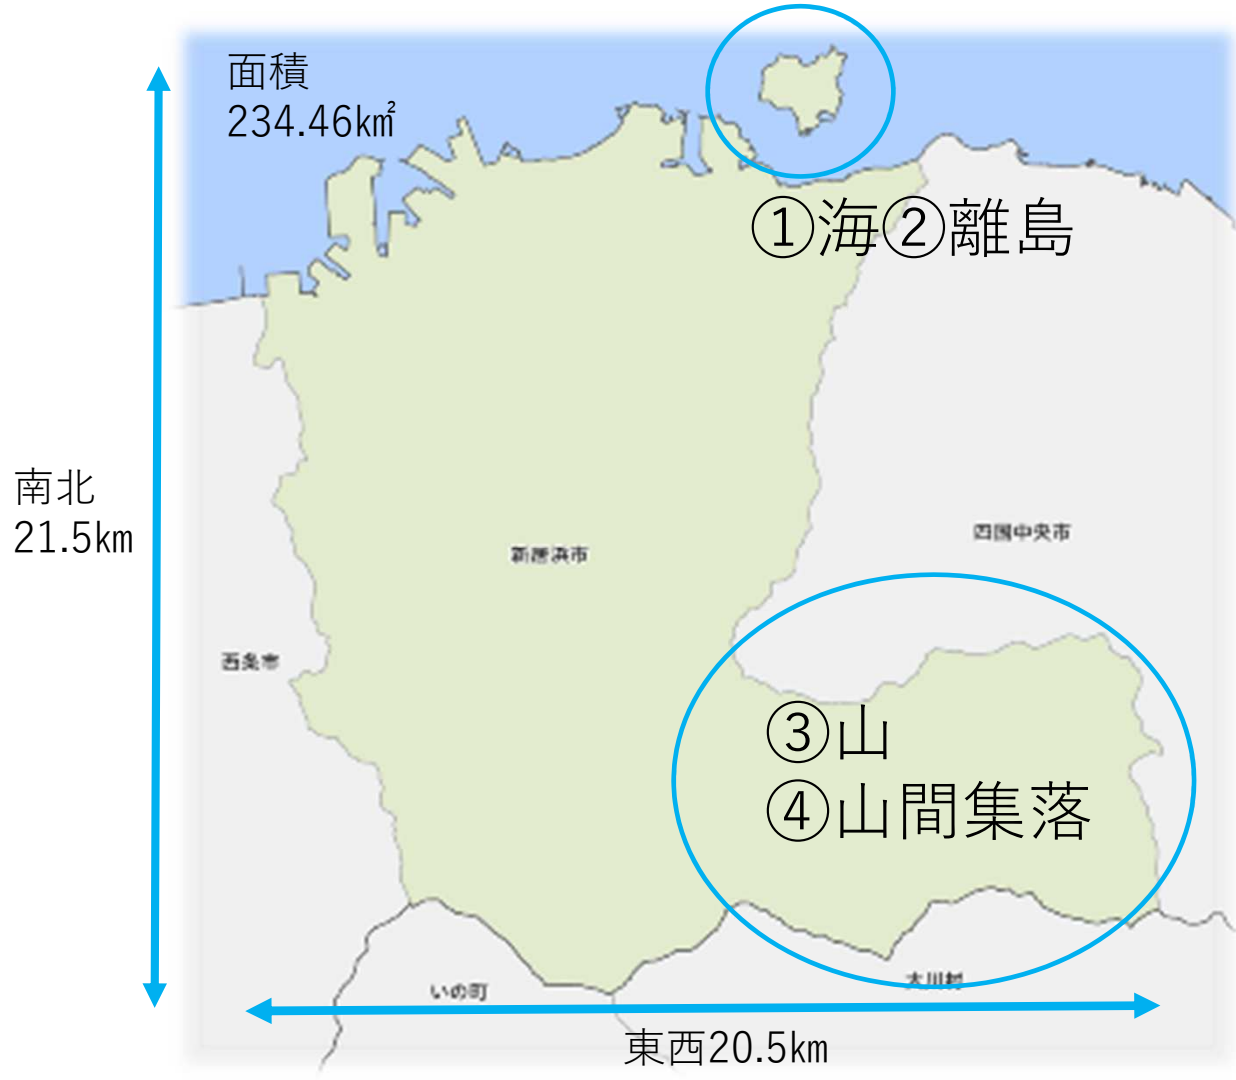 面積
234.46k㎡
①海②離島
南北
21.5km
四国中央市
新居浜市
西条市
③山
④山間集落
いの町
大川村
東西20.5km